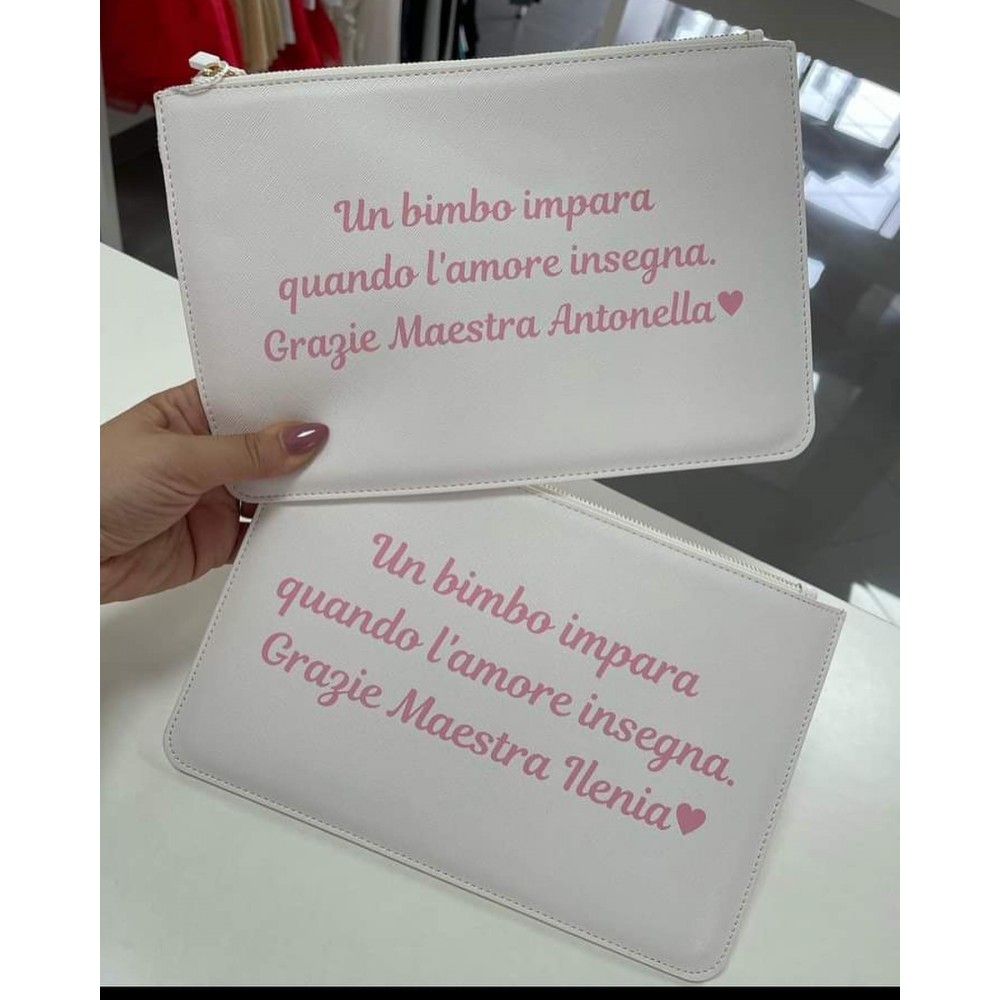 Un bimbo impara
quando l'amore insegna.
Grazie Maestra Antonella♥
Un bimbo impara
quando l'amore insegna.
Grazie Maestra Ilenia♥